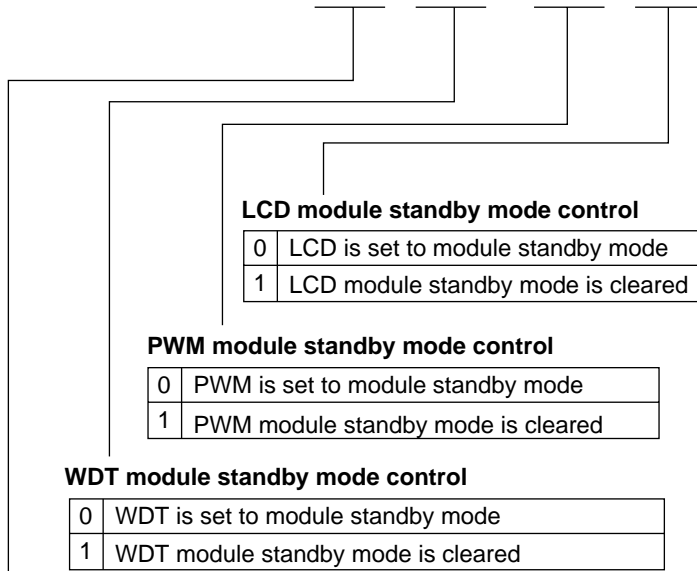 LCD module standby mode control
0 LCD is set to module standby mode
1 LCD module standby mode is cleared
PWM module standby mode control
0 PWM is set to module standby mode
1 PWM module standby mode is cleared
WDT module standby mode control
0 WDT is set to module standby mode
1 WDT module standby mode is cleared